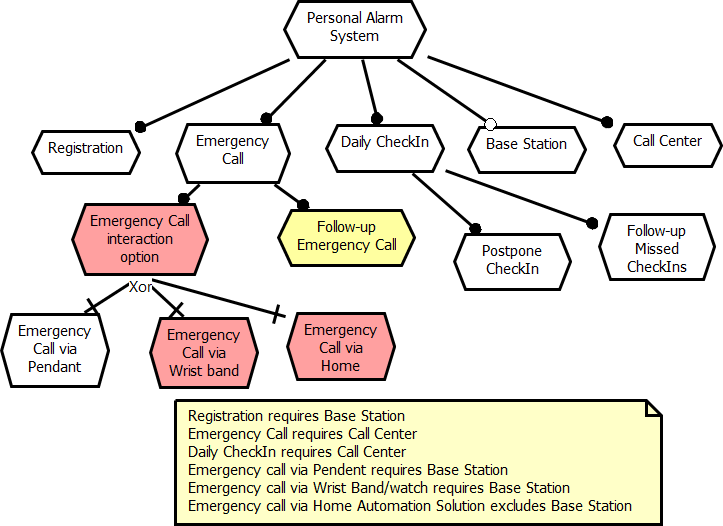 Personal Alarm
System
Registration
Emergency
Call
Daily CheckIn
Base Station
Call Center
Emergency Call
interaction
option
Follow-up
Emergency Call
Postpone
CheckIn
Follow-up
Missed
CheckIns
Xor
Emergency
Call via
Pendant
Emergency
Call via
Wrist band
Emergency
Call via
Home
Registration requires Base Station
Emergency Call requires Call Center
Daily CheckIn requires Call Center
Emergency call via Pendent requires Base Station
Emergency call via Wrist Band/watch requires Base Station
Emergency call via Home Automation Solution excludes Base Station